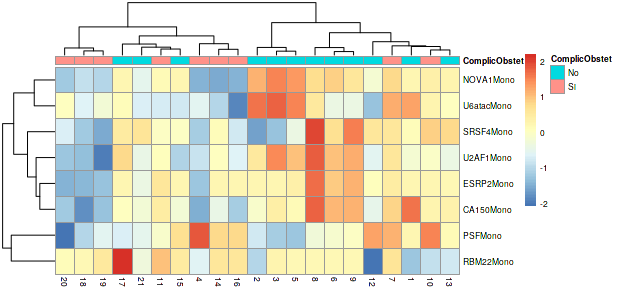 ComplicObstet
NOVA1Mono
U6atacMono
SRSF4Mono
U2AF1Mono
ESRP2Mono
CA150Mono
PSFMono
RBM22Mono
20 18 19 17 21 11 15 4 14 16 2 3 5 8 6 9 12 7 1 10 13
2
1
0
-1
-2
ComplicObstet
No
SI